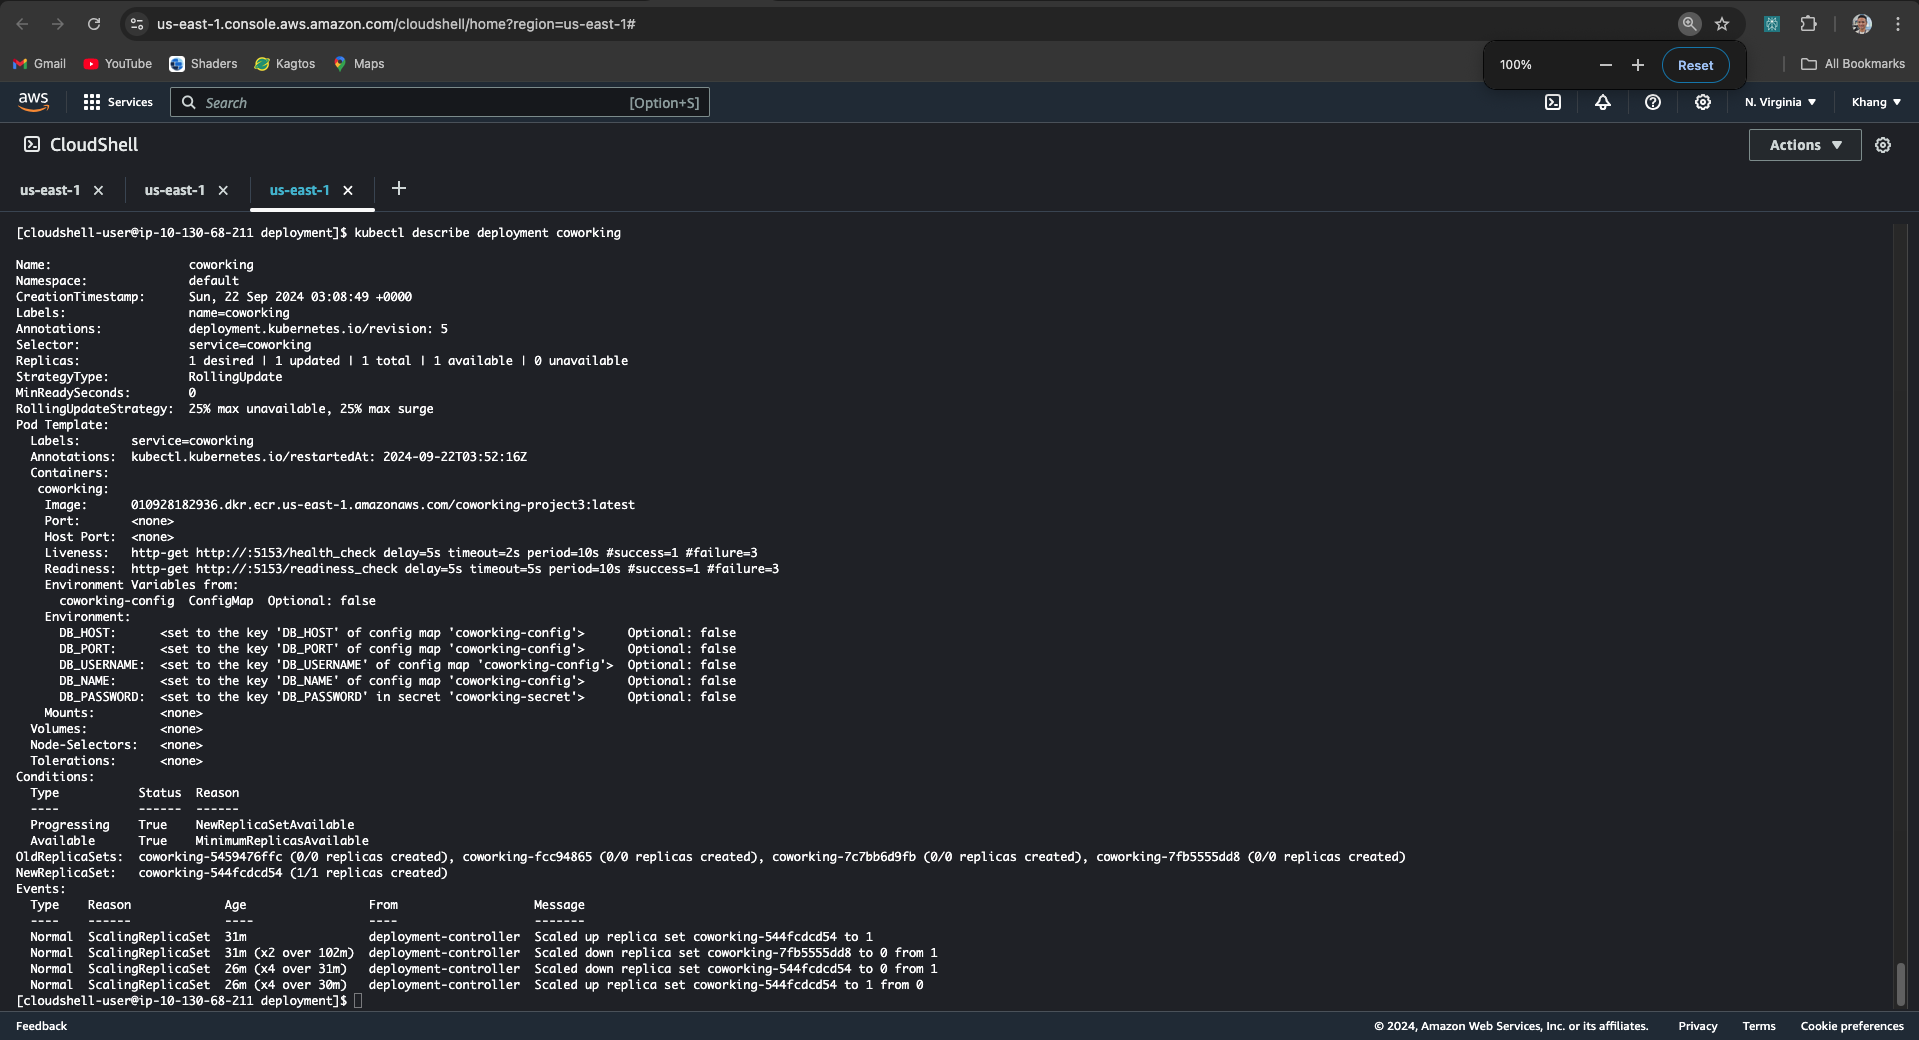 us-east-1.console.aws.amazon.com/cloudshell/home?region=us-east-1#
Gmail YouTube Shaders Kagtos Maps All Bookmarks
100% Reset
aws Services Search [Option+S] N. Virginia Khang
CloudShell Actions
us-east-1 us-east-1 us-east-1
[cloudshell-user@ip-10-130-68-211 deployment]$ kubectl describe deployment coworking
Name: coworking
Namespace: default
CreationTimestamp: Sun, 22 Sep 2024 03:08:49 +0000
Labels: name=coworking
Annotations: deployment.kubernetes.io/revision: 5
Selector: service=coworking
Replicas: 1 desired | 1 updated | 1 total | 1 available | 0 unavailable
StrategyType: RollingUpdate
MinReadySeconds: 0
RollingUpdateStrategy: 25% max unavailable, 25% max surge
Pod Template:
Labels: service=coworking
Annotations: kubectl.kubernetes.io/restartedAt: 2024-09-22T03:52:16Z
Containers:
coworking:
Image: 010928182936.dkr.ecr.us-east-1.amazonaws.com/coworking-project3:latest
Port: <none>
Host Port: <none>
Liveness: http-get http://:5153/health_check delay=5s timeout=2s period=10s #success=1 #failure=3
Readiness: http-get http://:5153/readiness_check delay=5s timeout=5s period=10s #success=1 #failure=3
Environment Variables from:
coworking-config ConfigMap Optional: false
Environment:
DB_HOST: <set to the key 'DB_HOST' of config map 'coworking-config'> Optional: false
DB_PORT: <set to the key 'DB_PORT' of config map 'coworking-config'> Optional: false
DB_USERNAME: <set to the key 'DB_USERNAME' of config map 'coworking-config'> Optional: false
DB_NAME: <set to the key 'DB_NAME' of config map 'coworking-config'> Optional: false
DB_PASSWORD: <set to the key 'DB_PASSWORD' in secret 'coworking-secret'> Optional: false
Mounts: <none>
Volumes: <none>
Node-Selectors: <none>
Tolerations: <none>
Conditions:
Type Status Reason
---- ------ ------
Progressing True NewReplicaSetAvailable
Available True MinimumReplicasAvailable
OldReplicaSets: coworking-5459476ffc (0/0 replicas created), coworking-fcc94865 (0/0 replicas created), coworking-7c7bb6d9fb (0/0 replicas created), coworking-7fb5555dd8 (0/0 replicas created)
NewReplicaSet: coworking-544fcdcd54 (1/1 replicas created)
Events:
Type Reason Age From Message
---- ------ ---- ---- -------
Normal ScalingReplicaSet 31m deployment-controller Scaled up replica set coworking-544fcdcd54 to 1
Normal ScalingReplicaSet 31m (x2 over 102m) deployment-controller Scaled down replica set coworking-7fb5555dd8 to 0 from 1
Normal ScalingReplicaSet 26m (x4 over 31m) deployment-controller Scaled down replica set coworking-544fcdcd54 to 0 from 1
Normal ScalingReplicaSet 26m (x4 over 30m) deployment-controller Scaled up replica set coworking-544fcdcd54 to 1 from 0
[cloudshell-user@ip-10-130-68-211 deployment]$
Feedback © 2024, Amazon Web Services, Inc. or its affiliates. Privacy Terms Cookie preferences